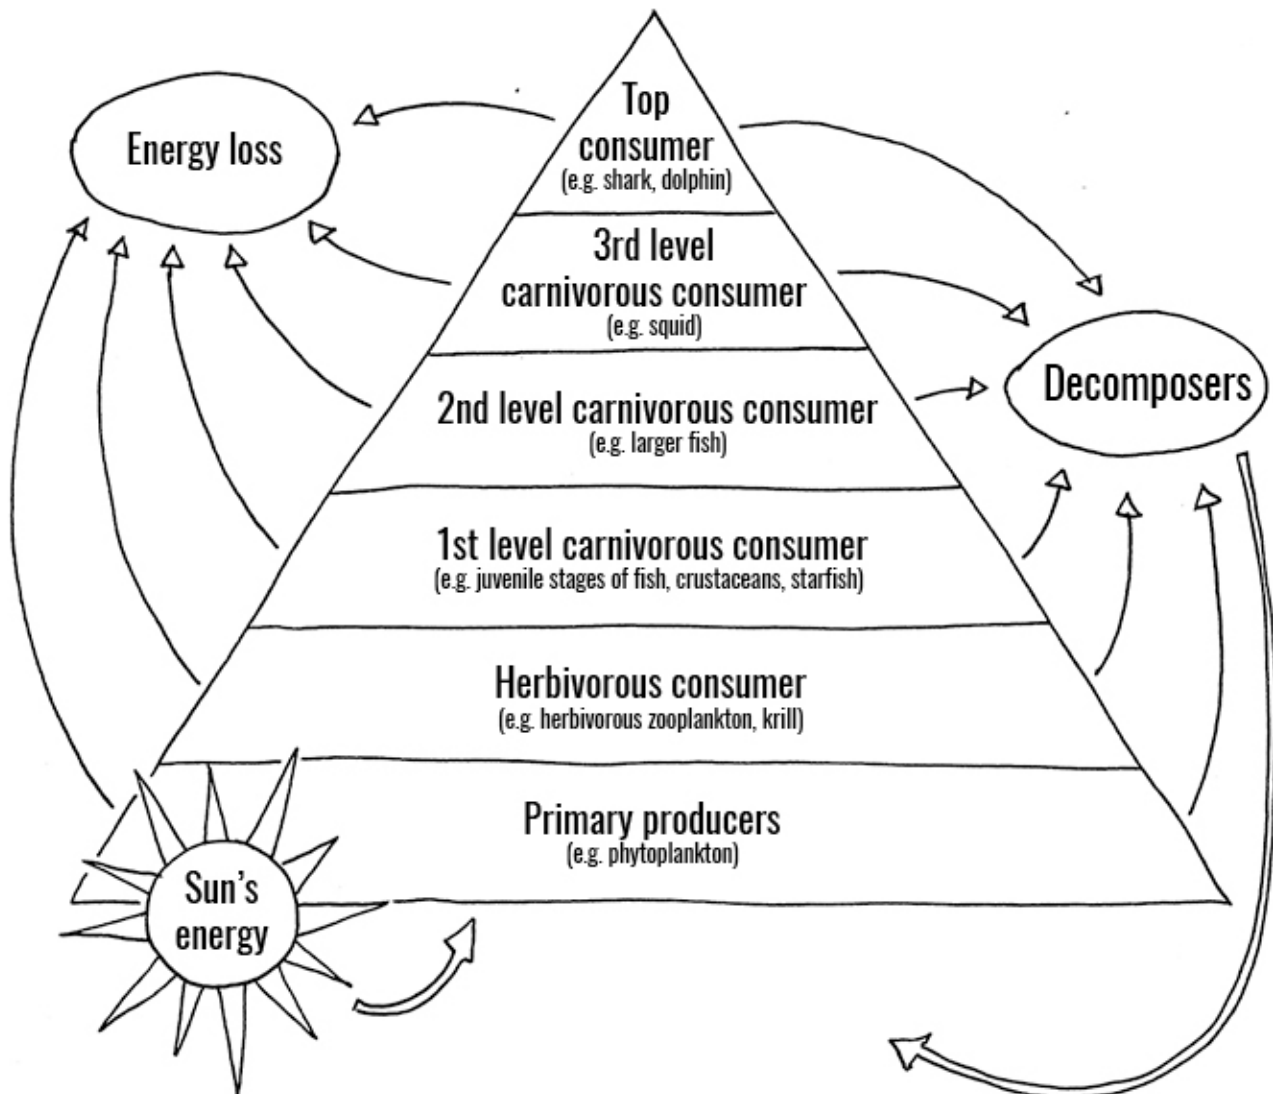 Top
consumer
(e.g. shark, dolphin)
Energy loss
3rd level
carnivorous consumer
(e.g. squid)
Decomposers
2nd level carnivorous consumer
(e.g. larger fish)
1st level carnivorous consumer
(e.g. juvenile stages of fish, crustaceans, starfish)
Herbivorous consumer
(e.g. herbivorous zooplankton, krill)
Primary producers
(e.g. phytoplankton)
Sun's
energy